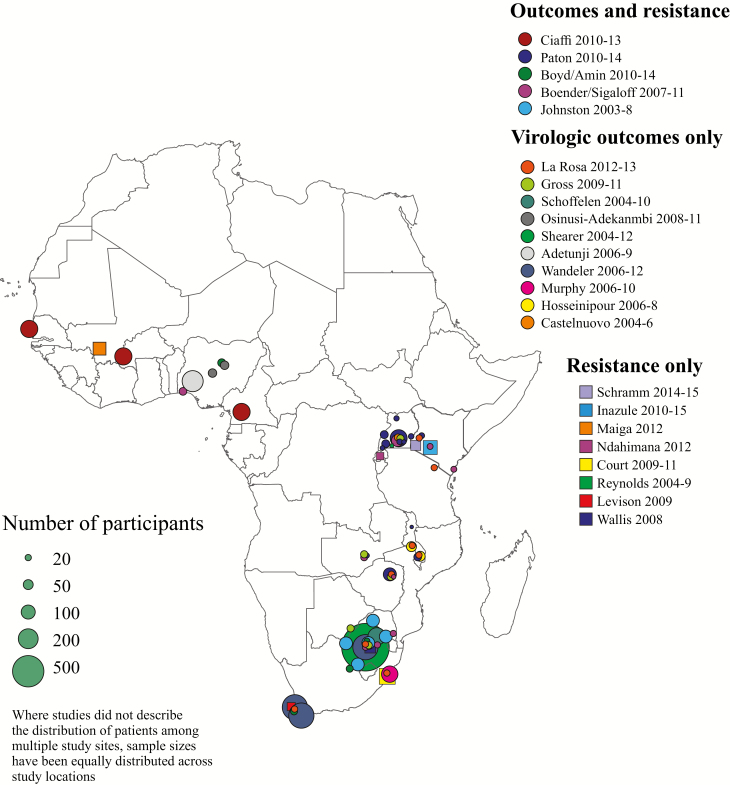 Outcomes and resistance
Ciaffi 2010-13
Paton 2010-14
Boyd/Amin 2010-14
Boender/Sigaloff 2007-11
Johnston 2003-8
Virologic outcomes only
La Rosa 2012-13
Gross 2009-11
Schoffelen 2004-10
Osinusi-Adekanmbi 2008-11
Shearer 2004-12
Adetunji 2006-9
Wandeler 2006-12
Murphy 2006-10
Hosseinipour 2006-8
Castelnuovo 2004-6
Resistance only
Schramm 2014-15
Inazule 2010-15
Maiga 2012
Ndahimana 2012
Court 2009-11
Reynolds 2004-9
Levison 2009
Wallis 2008
Number of participants
20
50
100
200
500
Where studies did not describe
the distribution of patients among
multiple study sites, sample sizes
have been equally distributed across
study locations